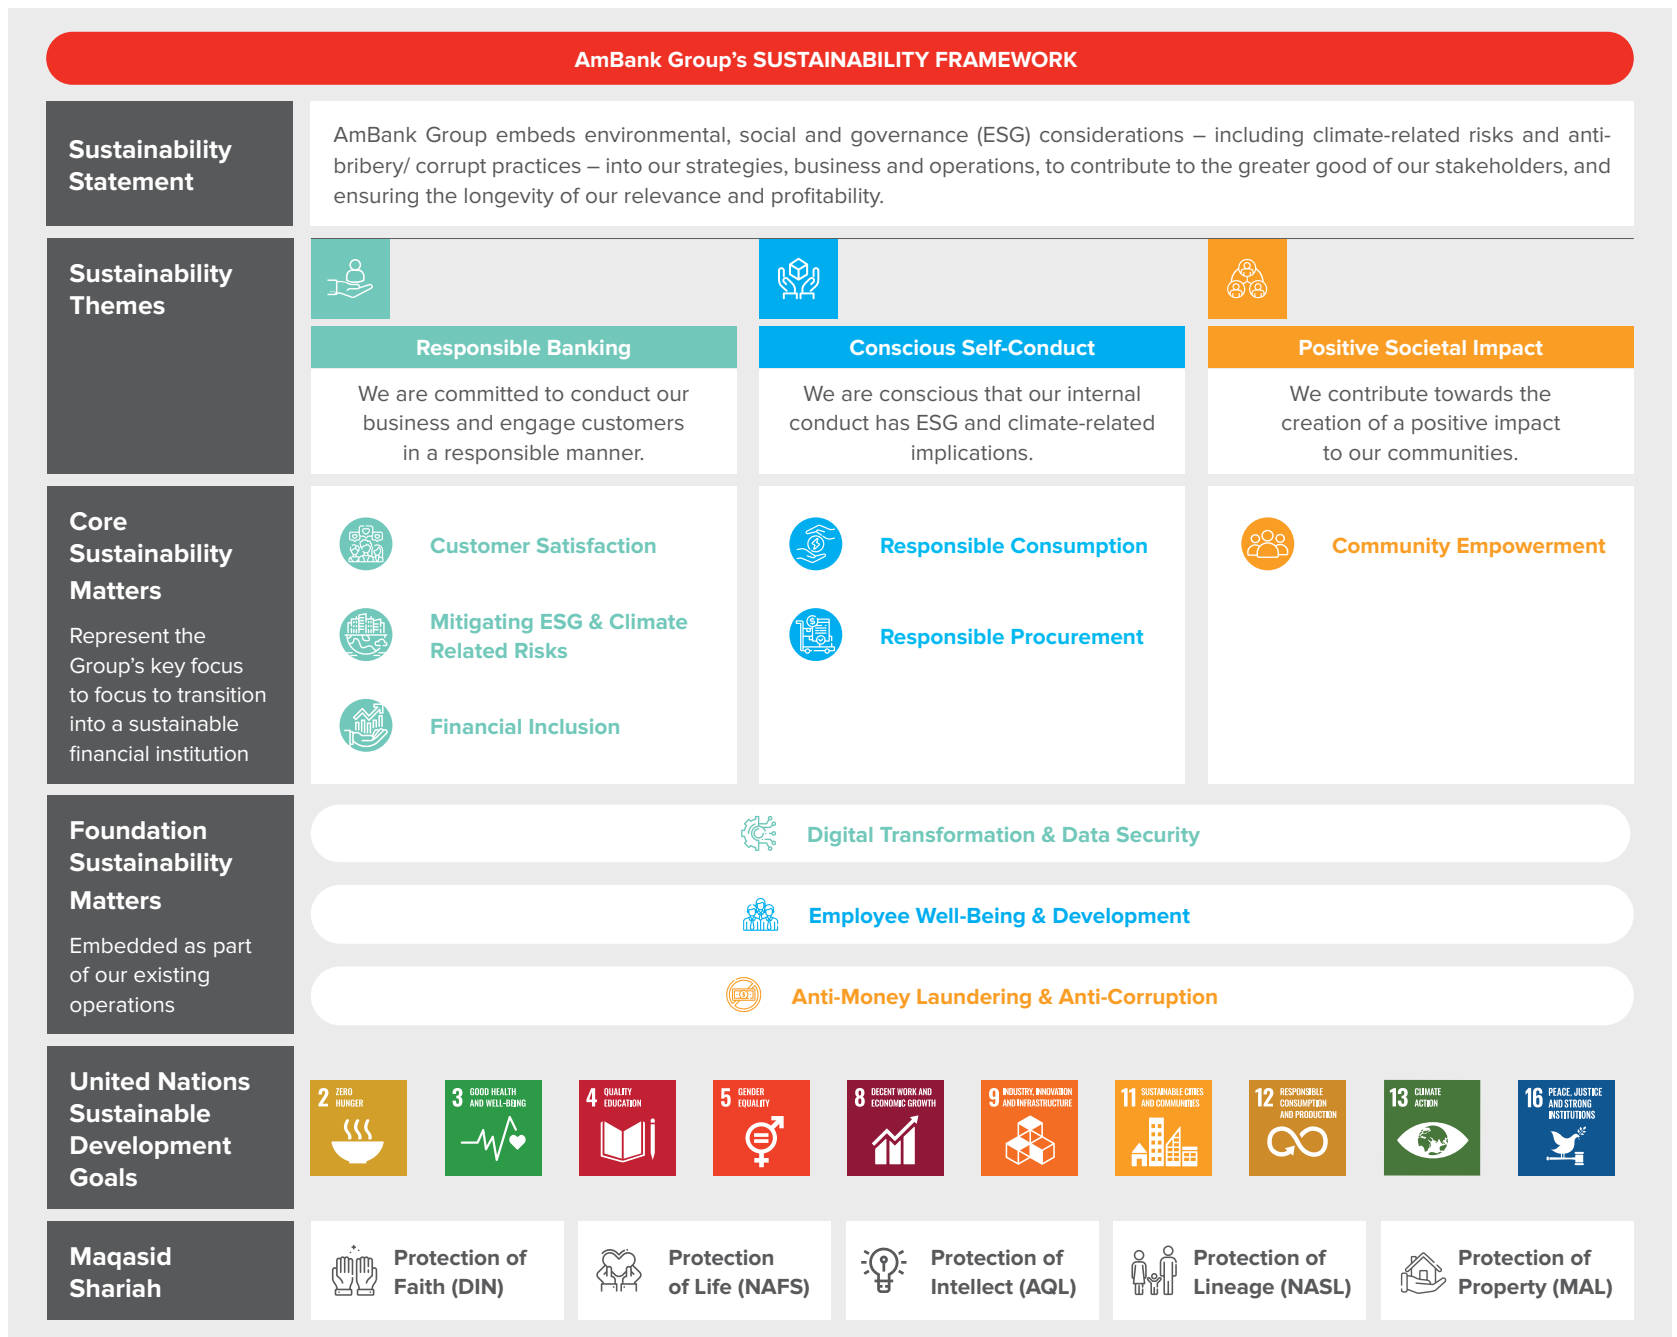 AmBank Group's SUSTAINABILITY FRAMEWORK
Sustainability
Statement
AmBank Group embeds environmental, social and governance (ESG) considerations – including climate-related risks and anti-
bribery/ corrupt practices – into our strategies, business and operations, to contribute to the greater good of our stakeholders, and
ensuring the longevity of our relevance and profitability.
Sustainability
Themes
Responsible Banking
We are committed to conduct our
business and engage customers
in a responsible manner.
Conscious Self-Conduct
We are conscious that our internal
conduct has ESG and climate-related
implications.
Positive Societal Impact
We contribute towards the
creation of a positive impact
to our communities.
Core
Sustainability
Matters
Represent the
Group's key focus
to focus to transition
into a sustainable
financial institution
Customer Satisfaction
Mitigating ESG & Climate
Related Risks
Financial Inclusion
Responsible Consumption
Responsible Procurement
Community Empowerment
Foundation
Sustainability
Matters
Embedded as part
of our existing
operations
Digital Transformation & Data Security
Employee Well-Being & Development
Anti-Money Laundering & Anti-Corruption
United Nations
Sustainable
Development
Goals
2 ZERO
HUNGER
3 GOOD HEALTH
AND WELL-BEING
4 QUALITY
EDUCATION
5 GENDER
EQUALITY
8 DECENT WORK AND
ECONOMIC GROWTH
9 INDUSTRY, INNOVATION
AND INFRASTRUCTURE
11 SUSTAINABLE CITIES
AND COMMUNITIES
12 RESPONSIBLE
CONSUMPTION
AND PRODUCTION
13 CLIMATE
ACTION
16 PEACE, JUSTICE
AND STRONG
INSTITUTIONS
Maqasid
Shariah
Protection of
Faith (DIN)
Protection
of Life (NAFS)
Protection of
Intellect (AQL)
Protection of
Lineage (NASL)
Protection of
Property (MAL)